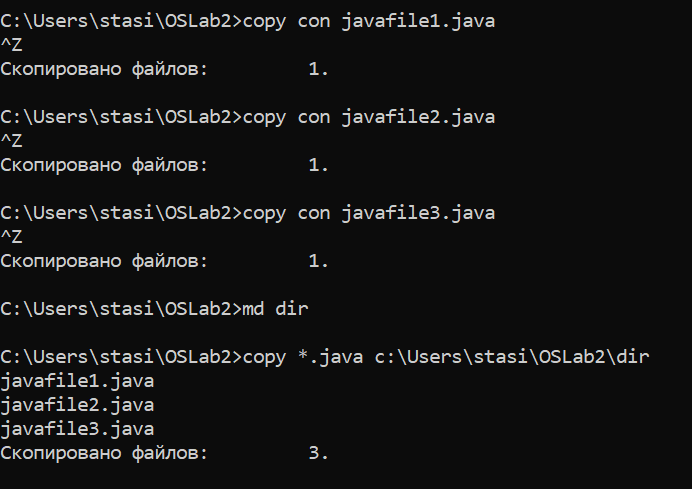 C:\Users\stasi\OSLab2>copy con javafile1.java
^Z
Скопировано файлов:         1.
C:\Users\stasi\OSLab2>copy con javafile2.java
^Z
Скопировано файлов:         1.
C:\Users\stasi\OSLab2>copy con javafile3.java
^Z
Скопировано файлов:         1.
C:\Users\stasi\OSLab2>md dir
C:\Users\stasi\OSLab2>copy *.java c:\Users\stasi\OSLab2\dir
javafile1.java
javafile2.java
javafile3.java
Скопировано файлов:         3.